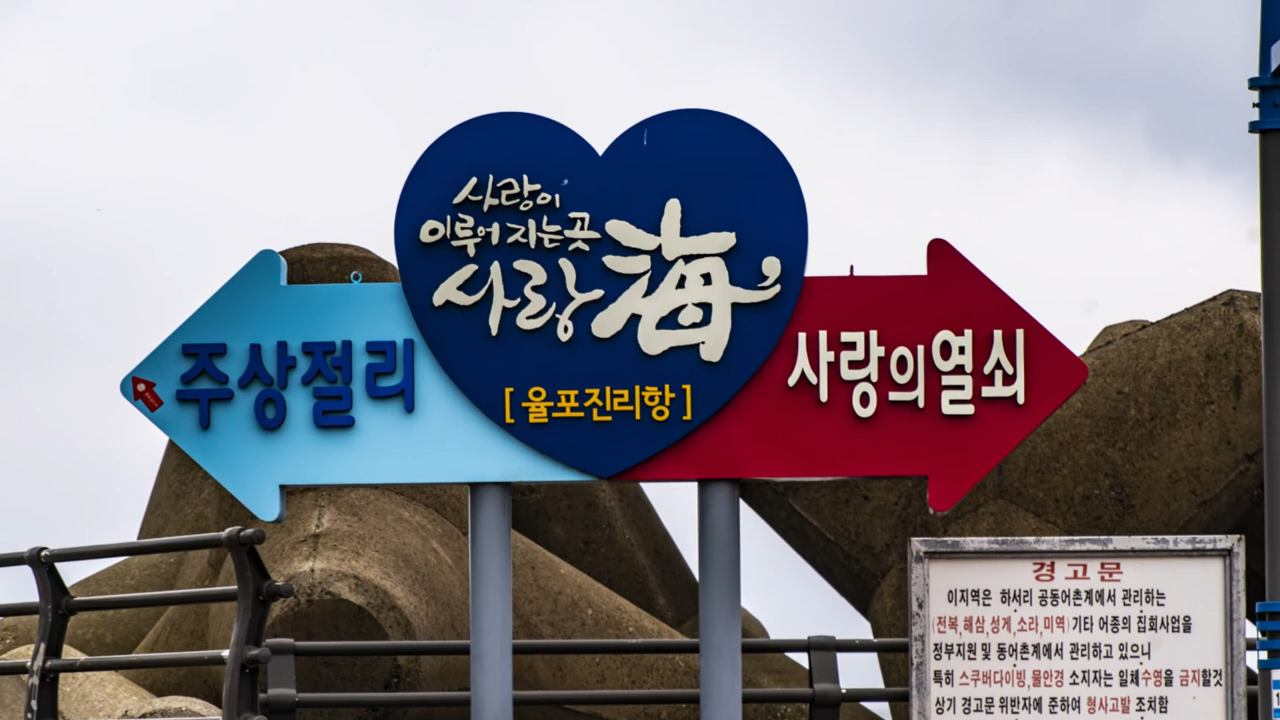 사랑이
이루어 지는 곳
사랑海
[ 율포진리항 ]
주상절리
사랑의 열쇠
경고문
이지역은 하서리 공동어촌계에서 관리하는
(전복,해삼,성게,소라,미역) 기타 어종의 집회사업을
정부지원 및 동어촌계에서 관리하고 있으니
특히 스쿠버다이빙,물안경 소지자는 일체수영을 금지할것
상기 경고문 위반자에 준하여 형사고발 조치함